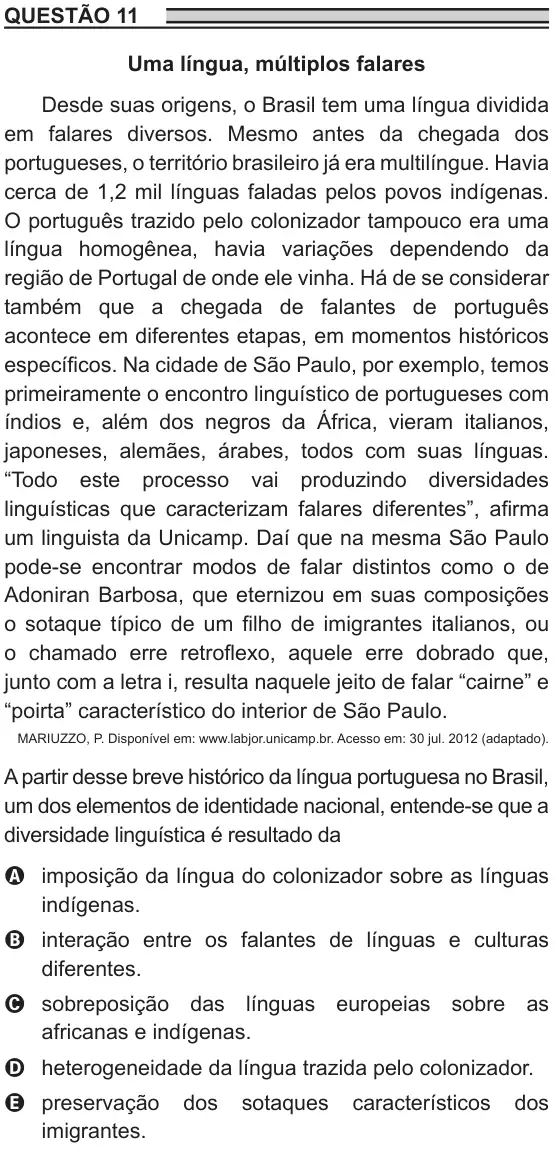 QUESTÃO 11
Uma língua, múltiplos falares
Desde suas origens, o Brasil tem uma língua dividida
em falares diversos. Mesmo antes da chegada dos
portugueses, o território brasileiro já era multilíngue. Havia
cerca de 1,2 mil línguas faladas pelos povos indígenas.
O português trazido pelo colonizador tampouco era uma
língua homogênea, havia variações dependendo da
região de Portugal de onde ele vinha. Há de se considerar
também que a chegada de falantes de português
acontece em diferentes etapas, em momentos históricos
específicos. Na cidade de São Paulo, por exemplo, temos
primeiramente o encontro linguístico de portugueses com
índios e, além dos negros da África, vieram italianos,
japoneses, alemães, árabes, todos com suas línguas.
“Todo este processo vai produzindo diversidades
linguísticas que caracterizam falares diferentes”, afirma
um linguista da Unicamp. Daí que na mesma São Paulo
pode-se encontrar modos de falar distintos como o de
Adoniran Barbosa, que eternizou em suas composições
o sotaque típico de um filho de imigrantes italianos, ou
o chamado erre retroflexo, aquele erre dobrado que,
junto com a letra i, resulta naquele jeito de falar “cairne” e
“poirta” característico do interior de São Paulo.
MARIUZZO, P. Disponível em: www.labjor.unicamp.br. Acesso em: 30 jul. 2012 (adaptado).
A partir desse breve histórico da língua portuguesa no Brasil,
um dos elementos de identidade nacional, entende-se que a
diversidade linguística é resultado da
A imposição da língua do colonizador sobre as línguas
indígenas.
B interação entre os falantes de línguas e culturas
diferentes.
C sobreposição das línguas europeias sobre as
africanas e indígenas.
D heterogeneidade da língua trazida pelo colonizador.
E preservação dos sotaques característicos dos
imigrantes.